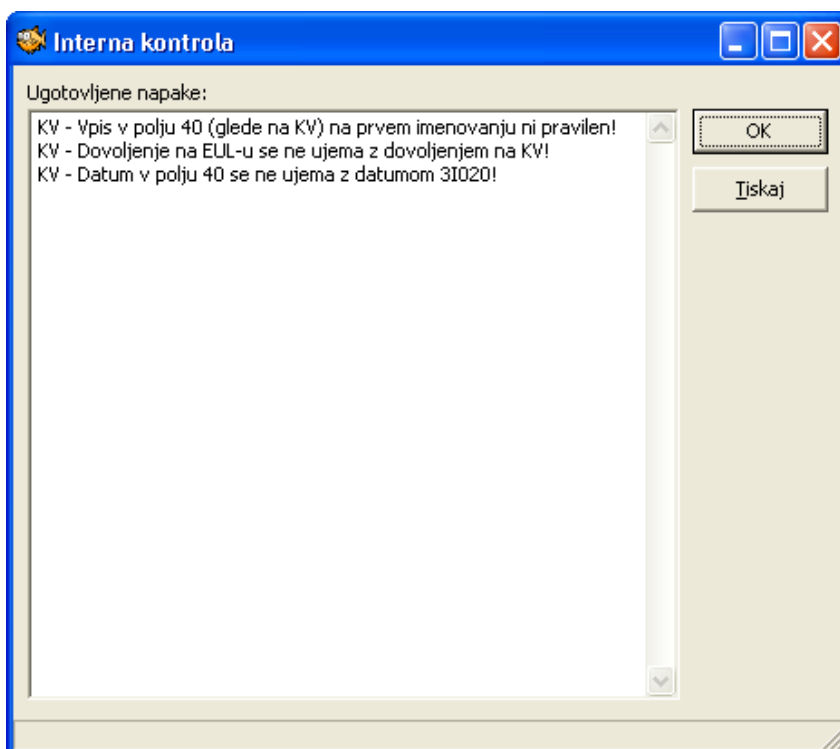 Interna kontrola
Ugotovljene napake:
KV - Vpis v polju 40 (glede na KV) na prvem imenovanju ni pravilen!
KV - Dovoljenje na EUL-u se ne ujema z dovoljenjem na KV!
KV - Datum v polju 40 se ne ujema z datumom 3I020!
OK
Tiskaj